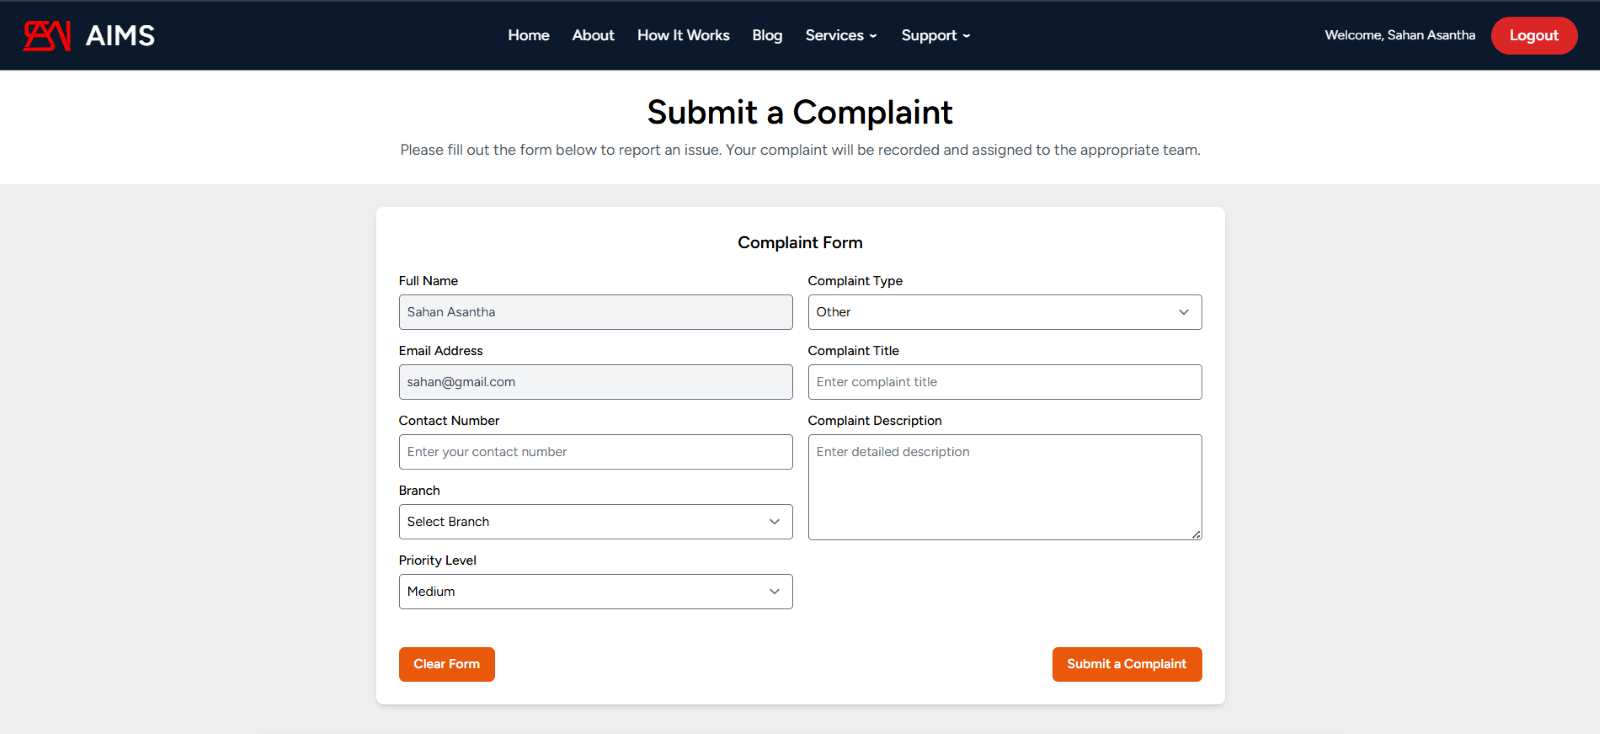 AIMS
Home About How It Works Blog Services Support
Welcome, Sahan Asantha
Logout
Submit a Complaint
Please fill out the form below to report an issue. Your complaint will be recorded and assigned to the appropriate team.
Complaint Form
Full Name
Sahan Asantha
Email Address
sahan@gmail.com
Contact Number
Enter your contact number
Branch
Select Branch
Priority Level
Medium
Complaint Type
Other
Complaint Title
Enter complaint title
Complaint Description
Enter detailed description
Clear Form
Submit a Complaint